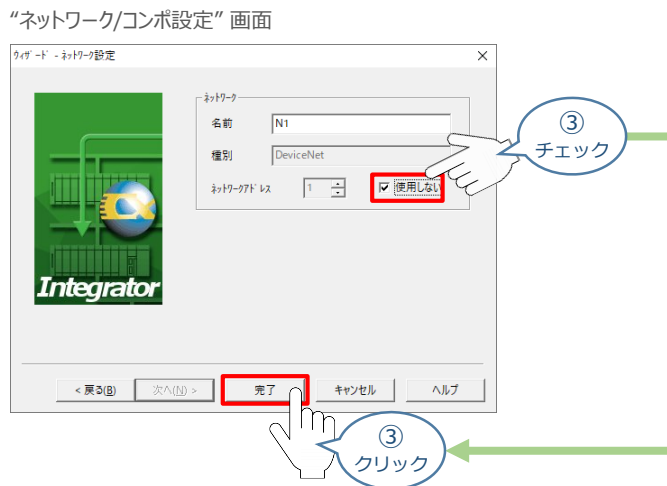 “ネットワーク/コンポ設定” 画面
ウィザード - ネットワーク設定
ネットワーク
名前 N1
種別 DeviceNet
ネットワークアドレス 1 使用しない
③
チェック
Integrator
< 戻る(B) 次へ(N) > 完了 キャンセル ヘルプ
③
クリック